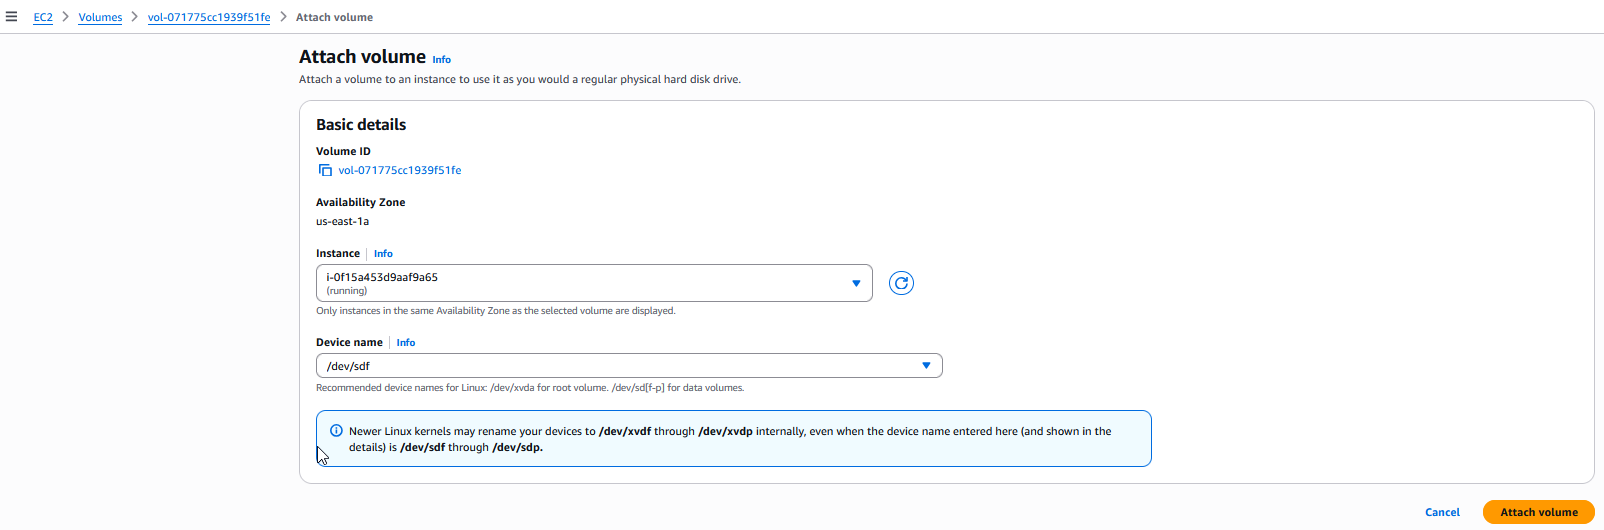 EC2 > Volumes > vol-071775cc1939f51fe > Attach volume
Attach volume Info
Attach a volume to an instance to use it as you would a regular physical hard disk drive.
Basic details
Volume ID
vol-071775cc1939f51fe
Availability Zone
us-east-1a
Instance | Info
i-0f15a453d9aaf9a65
(running)
Only instances in the same Availability Zone as the selected volume are displayed.
Device name | Info
/dev/sdf
Recommended device names for Linux: /dev/xvda for root volume. /dev/sd[f-p] for data volumes.
Newer Linux kernels may rename your devices to /dev/xvdf through /dev/xvdp internally, even when the device name entered here (and shown in the
details) is /dev/sdf through /dev/sdp.
Cancel Attach volume